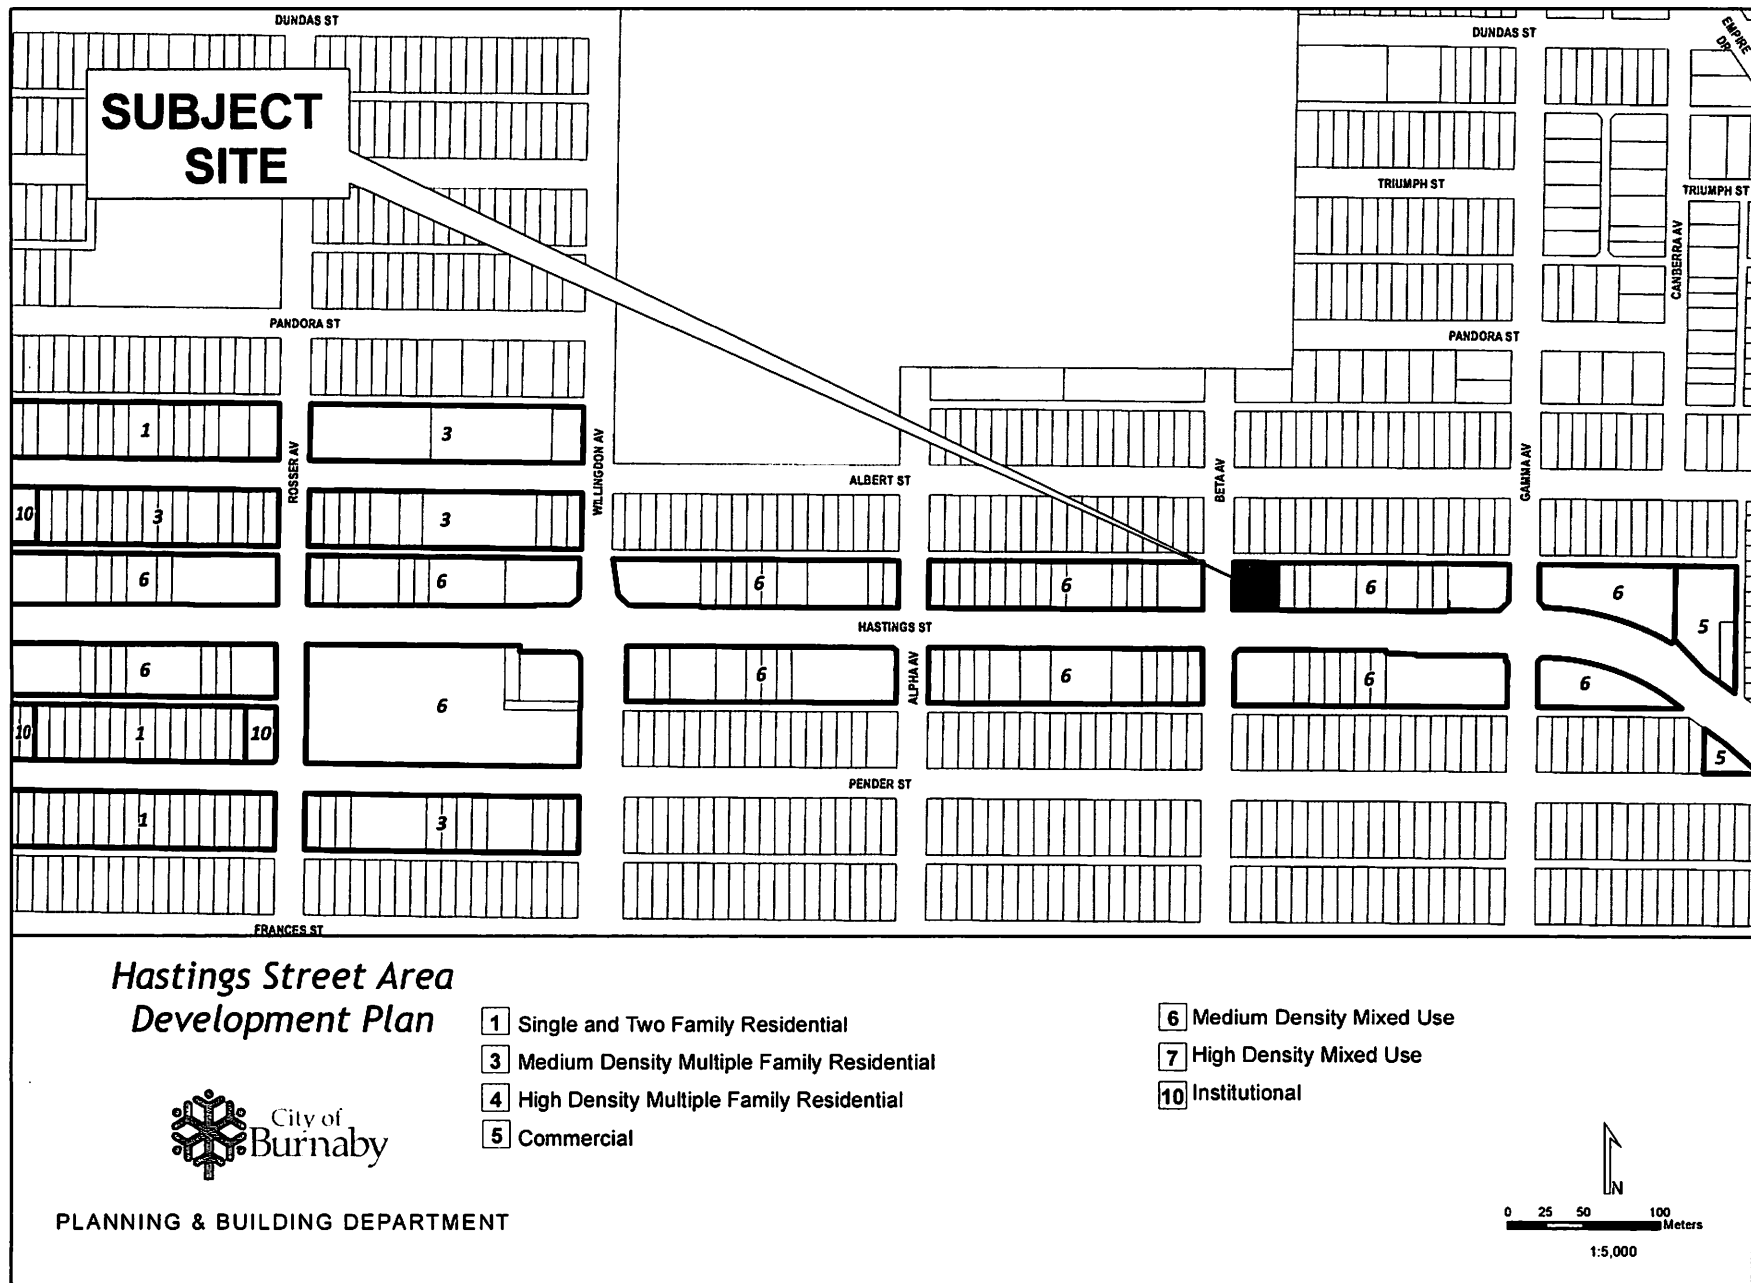 DUNDAS ST
DUNDAS ST
EMPIRE
DR
SUBJECT
SITE
TRIUMPH ST
TRIUMPH ST
CANBERRA AV
PANDORA ST
PANDORA ST
1
3
ROSSER AV
WILLINGDON AV
ALBERT ST
BETA AV
GAMMA AV
10
3
3
6
6
6
6
6
6
5
HASTINGS ST
6
6
6
ALPHA AV
6
6
6
10
1
10
5
PENDER ST
1
3
FRANCES ST
Hastings Street Area
Development Plan
1 Single and Two Family Residential
3 Medium Density Multiple Family Residential
4 High Density Multiple Family Residential
5 Commercial
6 Medium Density Mixed Use
7 High Density Mixed Use
10 Institutional
City of
Burnaby
PLANNING & BUILDING DEPARTMENT
N
0 25 50 100
Meters
1:5,000